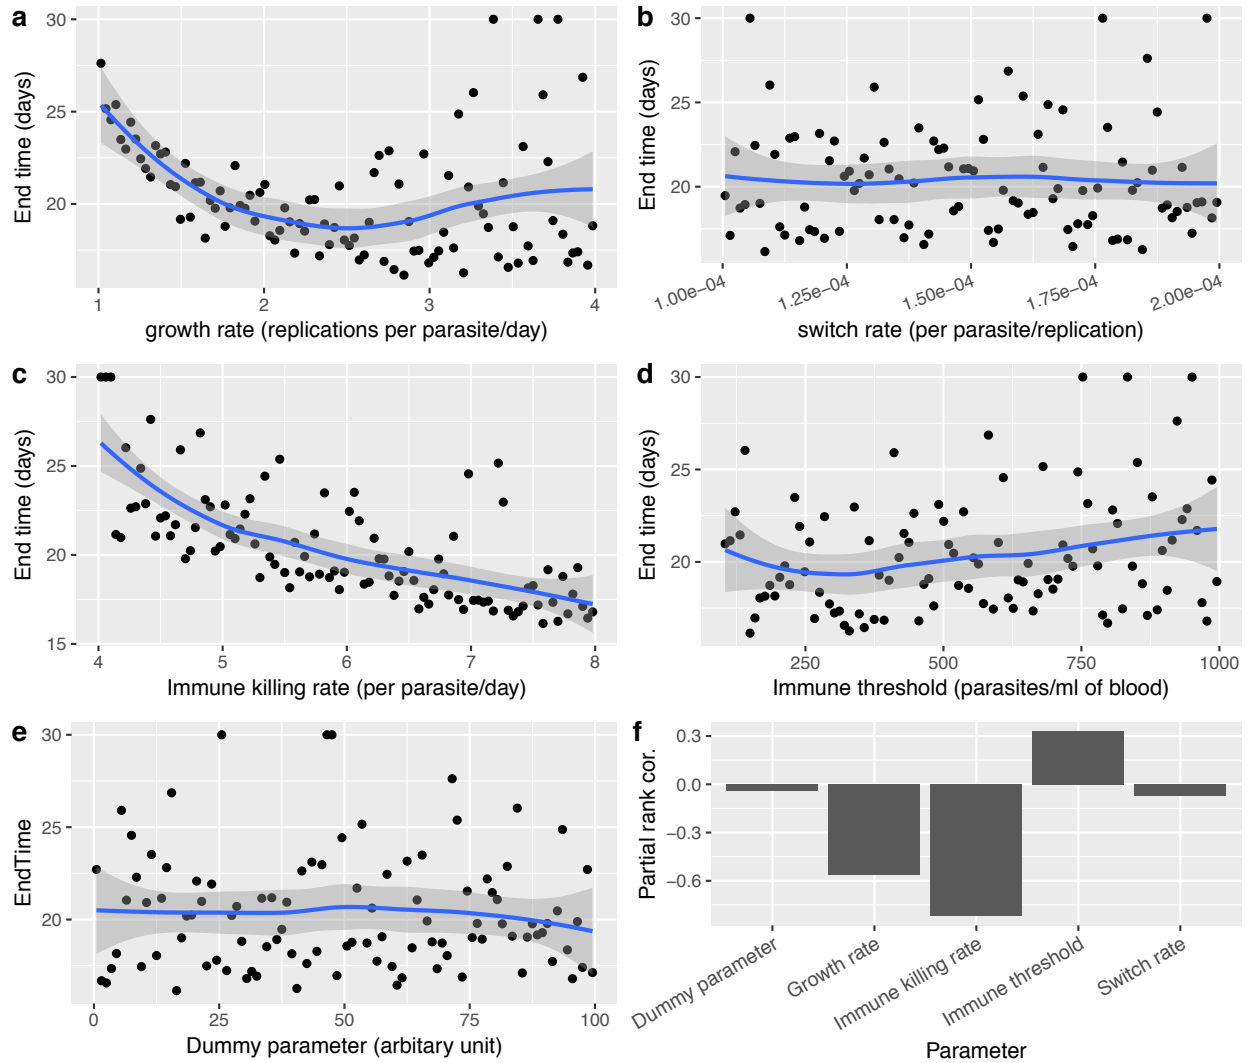 a
End time (days)
30
25
20
1
2
3
4
growth rate (replications per parasite/day)
b
End time (days)
30
25
20
1.00e−04
1.25e−04
1.50e−04
1.75e−04
2.00e−04
switch rate (per parasite/replication)
c
End time (days)
30
25
20
15
4
5
6
7
8
Immune killing rate (per parasite/day)
d
End time (days)
30
25
20
250
500
750
1000
Immune threshold (parasites/ml of blood)
e
EndTime
30
25
20
0
25
50
75
100
Dummy parameter (arbitary unit)
f
Partial rank cor.
0.3
0.0
−0.3
−0.6
Dummy parameter
Growth rate
Immune killing rate
Immune threshold
Switch rate
Parameter